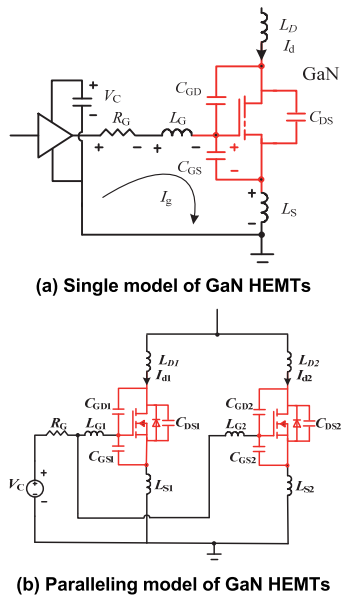 L_D
I_d
GaN
C_GD
V_C
R_G
L_G
C_DS
C_GS
I_g
L_S
(a) Single model of GaN HEMTs
L_D1
L_D2
I_d1
I_d2
C_GD1
C_GD2
R_G
L_G1
C_DS1
L_G2
C_DS2
C_GS1
C_GS2
V_C
L_S1
L_S2
(b) Paralleling model of GaN HEMTs